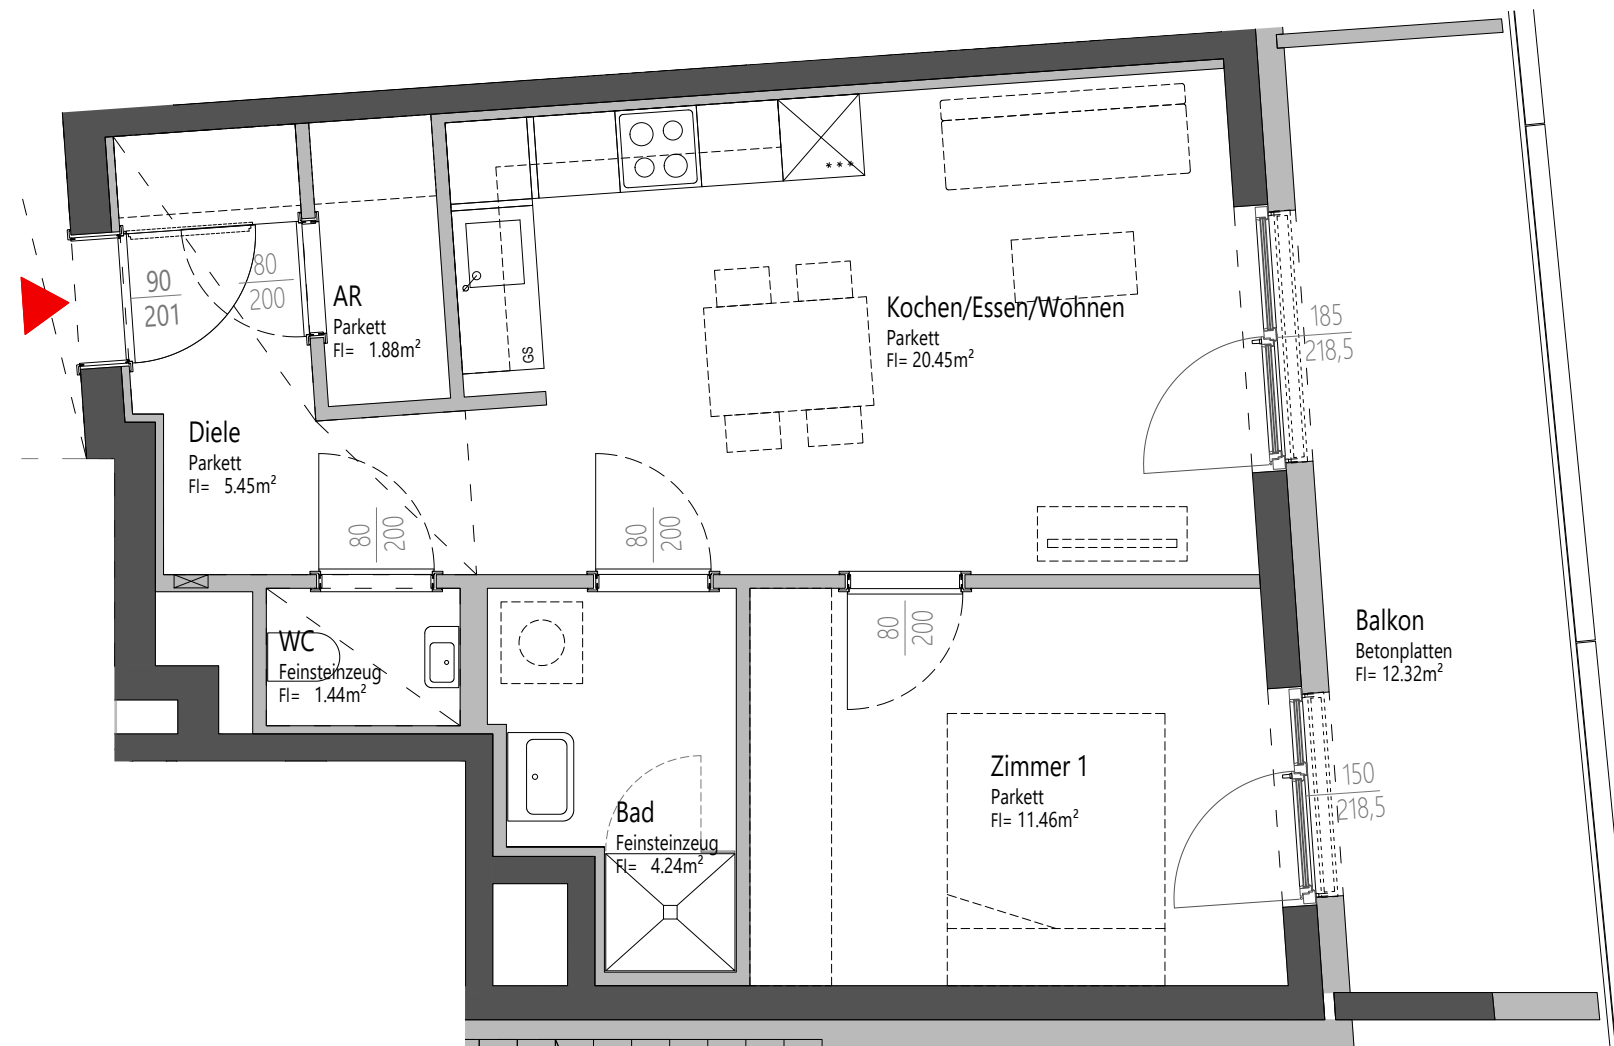 90
201
80
200
AR
Parkett
Fl= 1.88m²
GS
Kochen/Essen/Wohnen
Parkett
Fl= 20.45m²
185
218,5
Diele
Parkett
Fl= 5.45m²
80
200
80
200
80
200
WC
Feinsteinzeug
Fl= 1.44m²
Bad
Feinsteinzeug
Fl= 4.24m²
Zimmer 1
Parkett
Fl= 11.46m²
Balkon
Betonplatten
Fl= 12.32m²
150
218,5